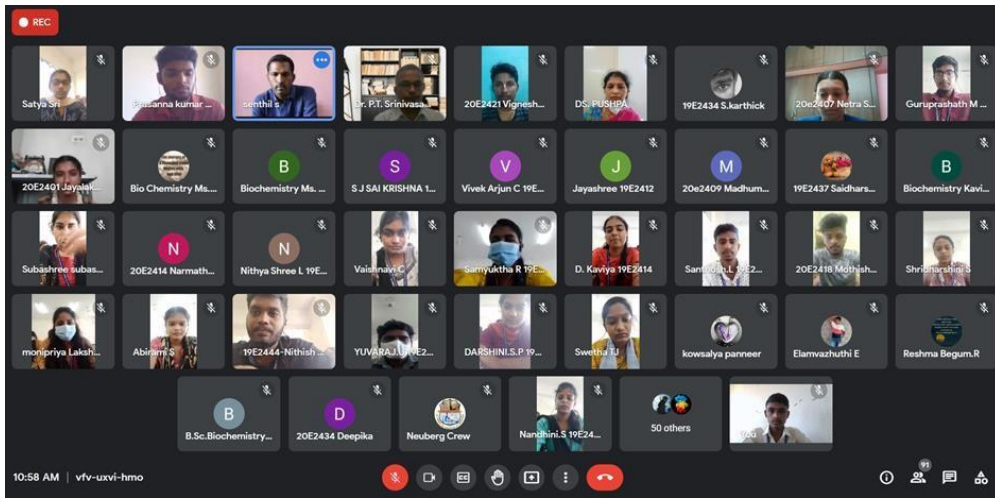 REC
Satya Sri
Prasanna kumar ...
senthil s
Dr. P.T. Srinivasa...
20E2421 Vignesh...
DS. PUSHPA
19E2434 S.karthick
20e2407 Netra S...
Guruprashath M ...
20E2401 Jayalak...
Bio Chemistry Ms....
B
Biochemistry Ms. ...
S
S J SAI KRISHNA 1...
V
Vivek Arjun C 19E...
J
Jayashree 19E2412
M
20e2409 Madhum...
19E2437 Saidhars...
B
Biochemistry Kavi...
Subashree subas...
N
20E2414 Narmath...
N
Nithya Shree L 19E...
Vaishnavi C
Samyuktha R 19E...
D. Kaviya 19E2414
Santhosh.L 19E2...
20E2418 Mothish...
Shridharshini S
monipriya Laksh...
Abirami S
19E2444-Nithish ...
YUVARAJ.U 19E2...
DARSHINI.S.P 19...
Swetha TJ
kowsalya panneer
Elamvazhuthi E
Reshma Begum.R
B
B.Sc.Biochemistry...
D
20E2434 Deepika
Neuberg Crew
Nandhini.S 19E24...
50 others
You
10:58 AM | vfv-uxvi-hmo
CC
91